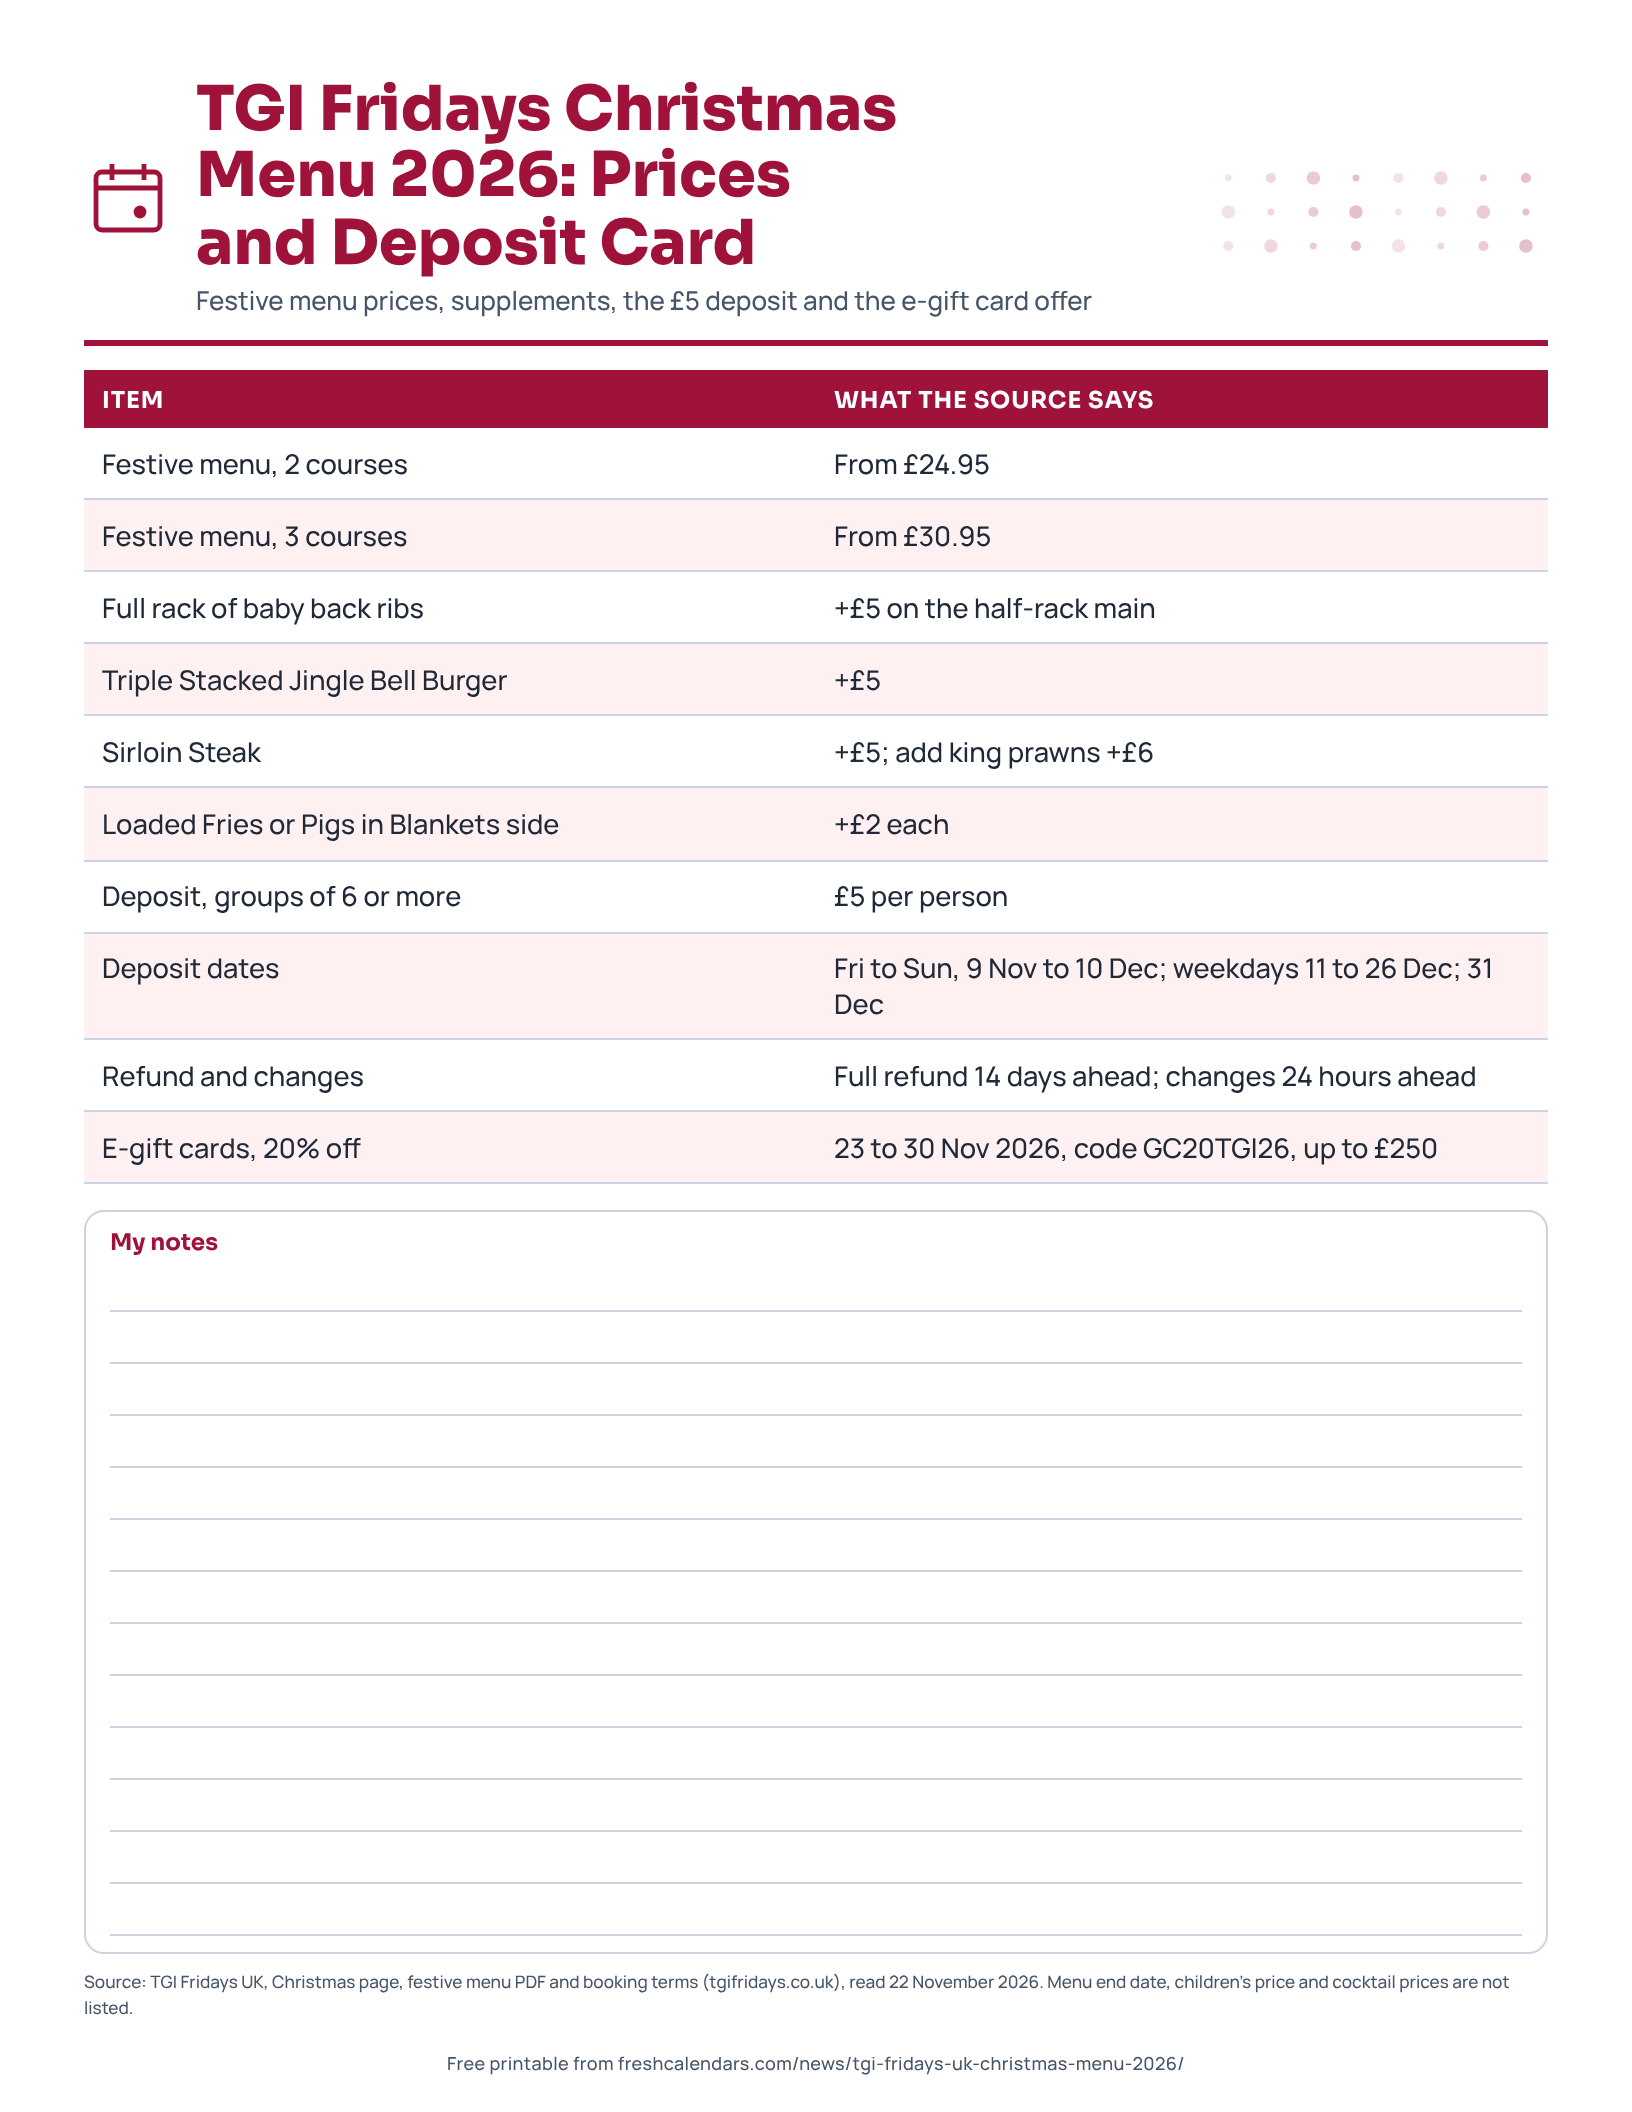 TGI Fridays Christmas
Menu 2026: Prices
and Deposit Card
Festive menu prices, supplements, the £5 deposit and the e-gift card offer
ITEM WHAT THE SOURCE SAYS
Festive menu, 2 courses From £24.95
Festive menu, 3 courses From £30.95
Full rack of baby back ribs +£5 on the half-rack main
Triple Stacked Jingle Bell Burger +£5
Sirloin Steak +£5; add king prawns +£6
Loaded Fries or Pigs in Blankets side +£2 each
Deposit, groups of 6 or more £5 per person
Deposit dates Fri to Sun, 9 Nov to 10 Dec; weekdays 11 to 26 Dec; 31
Dec
Refund and changes Full refund 14 days ahead; changes 24 hours ahead
E-gift cards, 20% off 23 to 30 Nov 2026, code GC20TGI26, up to £250
My notes
Source: TGI Fridays UK, Christmas page, festive menu PDF and booking terms (tgifridays.co.uk), read 22 November 2026. Menu end date, children's price and cocktail prices are not
listed.
Free printable from freshcalendars.com/news/tgi-fridays-uk-christmas-menu-2026/